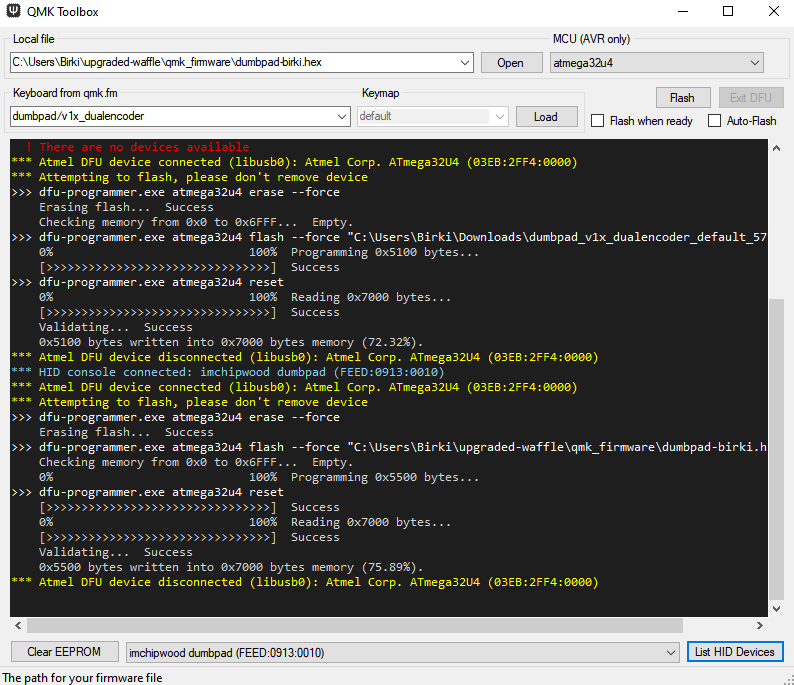 QMK Toolbox
Local file
MCU (AVR only)
C:\Users\Birki\upgraded-waffle\qmk_firmware\dumbpad-birki.hex
Open
atmega32u4
Keyboard from qmk.fm
Keymap
Flash
Exit DFU
dumbpad/v1x_dualencoder
default
Load
Flash when ready
Auto-Flash
! There are no devices available
*** Atmel DFU device connected (libusb0): Atmel Corp. ATmega32U4 (03EB:2FF4:0000)
*** Attempting to flash, please don't remove device
>>> dfu-programmer.exe atmega32u4 erase --force
Erasing flash... Success
Checking memory from 0x0 to 0x6FFF... Empty.
>>> dfu-programmer.exe atmega32u4 flash --force "C:\Users\Birki\Downloads\dumbpad_v1x_dualencoder_default_57
0% 100% Programming 0x5100 bytes...
[>>>>>>>>>>>>>>>>>>>>>>>>>>>>>>>>] Success
>>> dfu-programmer.exe atmega32u4 reset
0% 100% Reading 0x7000 bytes...
[>>>>>>>>>>>>>>>>>>>>>>>>>>>>>>>>] Success
Validating... Success
0x5100 bytes written into 0x7000 bytes memory (72.32%).
*** Atmel DFU device disconnected (libusb0): Atmel Corp. ATmega32U4 (03EB:2FF4:0000)
*** HID console connected: imchipwood dumbpad (FEED:0913:0010)
*** Atmel DFU device connected (libusb0): Atmel Corp. ATmega32U4 (03EB:2FF4:0000)
*** Attempting to flash, please don't remove device
>>> dfu-programmer.exe atmega32u4 erase --force
Erasing flash... Success
>>> dfu-programmer.exe atmega32u4 flash --force "C:\Users\Birki\upgraded-waffle\qmk_firmware\dumbpad-birki.h
Checking memory from 0x0 to 0x6FFF... Empty.
0% 100% Programming 0x5500 bytes...
>>> dfu-programmer.exe atmega32u4 reset
[>>>>>>>>>>>>>>>>>>>>>>>>>>>>>>>>] Success
0% 100% Reading 0x7000 bytes...
[>>>>>>>>>>>>>>>>>>>>>>>>>>>>>>>>] Success
Validating... Success
0x5500 bytes written into 0x7000 bytes memory (75.89%).
*** Atmel DFU device disconnected (libusb0): Atmel Corp. ATmega32U4 (03EB:2FF4:0000)
Clear EEPROM
imchipwood dumbpad (FEED:0913:0010)
List HID Devices
The path for your firmware file